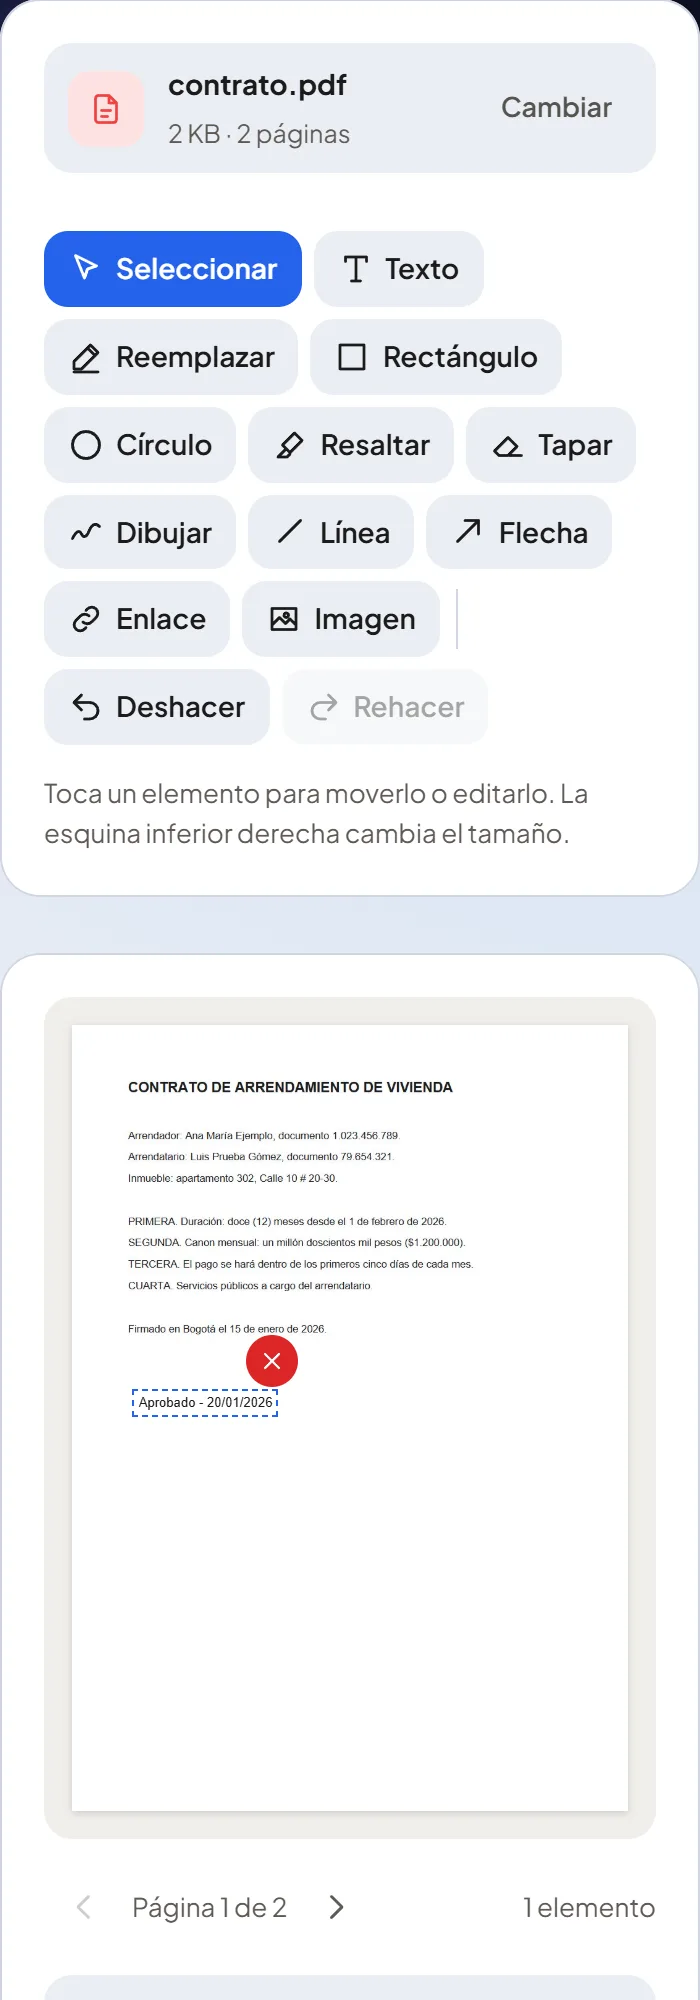 contrato.pdf
2 KB · 2 páginas
Cambiar
Seleccionar
Texto
Reemplazar
Rectángulo
Círculo
Resaltar
Tapar
Dibujar
Línea
Flecha
Enlace
Imagen
Deshacer
Rehacer
Toca un elemento para moverlo o editarlo. La
esquina inferior derecha cambia el tamaño.
CONTRATO DE ARRENDAMIENTO DE VIVIENDA
Arrendador: Ana María Ejemplo, documento 1.023.456.789.
Arrendatario: Luis Prueba Gómez, documento 79.654.321.
Inmueble: apartamento 302, Calle 10 # 20-30.
PRIMERA. Duración: doce (12) meses desde el 1 de febrero de 2026.
SEGUNDA. Canon mensual: un millón doscientos mil pesos ($1.200.000).
TERCERA. El pago se hará dentro de los primeros cinco días de cada mes.
CUARTA. Servicios públicos a cargo del arrendatario.
Firmado en Bogotá el 15 de enero de 2026.
Aprobado - 20/01/2026
Página 1 de 2
1 elemento